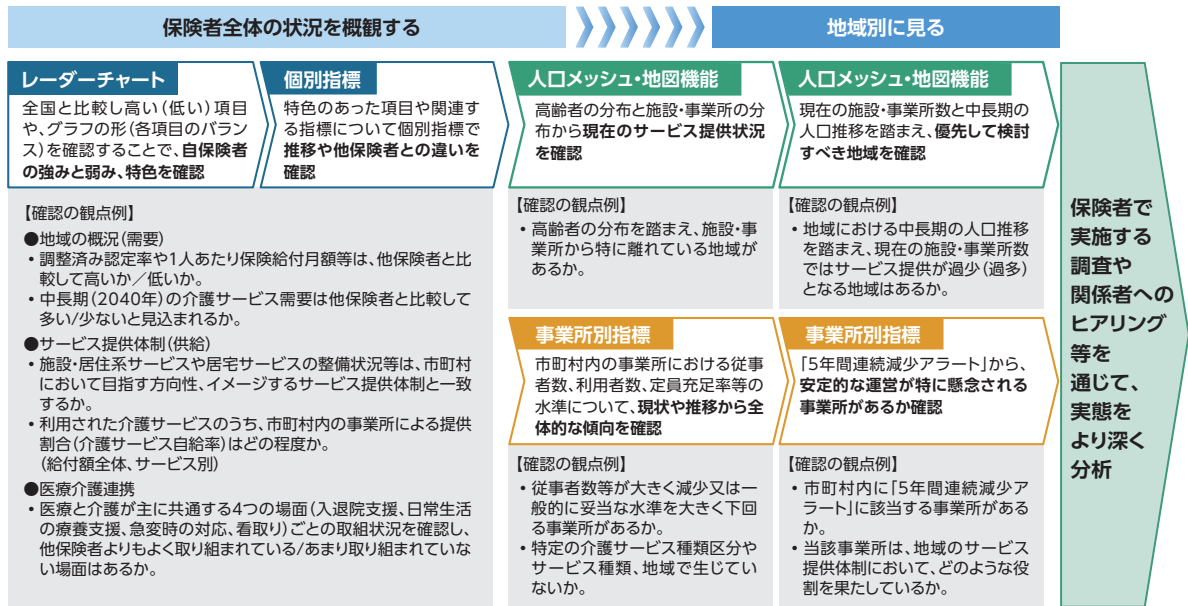 保険者全体の状況を概観する
地域別に見る
レーダーチャート
全国と比較し高い(低い)項目
や、グラフの形(各項目のバラン
ス)を確認することで、自保険者
の強みと弱み、特色を確認
個別指標
特色のあった項目や関連す
る指標について個別指標で
推移や他保険者との違いを
確認
【確認の観点例】
●地域の概況(需要)
・調整済み認定率や1人あたり保険給付月額等は、他保険者と比
較して高いか/低いか。
・中長期(2040年)の介護サービス需要は他保険者と比較して
多い/少ないと見込まれるか。
●サービス提供体制(供給)
・施設・居住系サービスや居宅サービスの整備状況等は、市町村
において目指す方向性、イメージするサービス提供体制と一致
するか。
・利用された介護サービスのうち、市町村内の事業所による提供
割合(介護サービス自給率)はどの程度か。
(給付額全体、サービス別)
●医療介護連携
・医療と介護が主に共通する4つの場面(入退院支援、日常生活
の療養支援、急変時の対応、看取り)ごとの取組状況を確認し、
他保険者よりもよく取り組まれている/あまり取り組まれていな
い場面はあるか。
人口メッシュ・地図機能
高齢者の分布と施設・事業所の分
布から現在のサービス提供状況
を確認
【確認の観点例】
・高齢者の分布を踏まえ、施設・事
業所から特に離れている地域が
あるか。
人口メッシュ・地図機能
現在の施設・事業所数と中長期の
人口推移を踏まえ、優先して検討
すべき地域を確認
【確認の観点例】
・地域における中長期の人口推移
を踏まえ、現在の施設・事業所数
ではサービス提供が過少(過多)
となる地域はあるか。
事業所別指標
市町村内の事業所における従事
者数、利用者数、定員充足率等の
水準について、現状や推移から全
体的な傾向を確認
【確認の観点例】
・従事者数等が大きく減少又は一
般的に妥当な水準を大きく下回
る事業所があるか。
・特定の介護サービス種類区分や
サービス種類、地域で生じてい
ないか。
事業所別指標
「5年間連続減少アラート」から、
安定的な運営が特に懸念される
事業所があるか確認
【確認の観点例】
・市町村内に「5年間連続減少ア
ラート」に該当する事業所がある
か。
・当該事業所は、地域のサービス
提供体制において、どのような役
割を果たしているか。
保険者で
実施する
調査や
関係者への
ヒアリング
等を
通じて、
実態を
より深く
分析